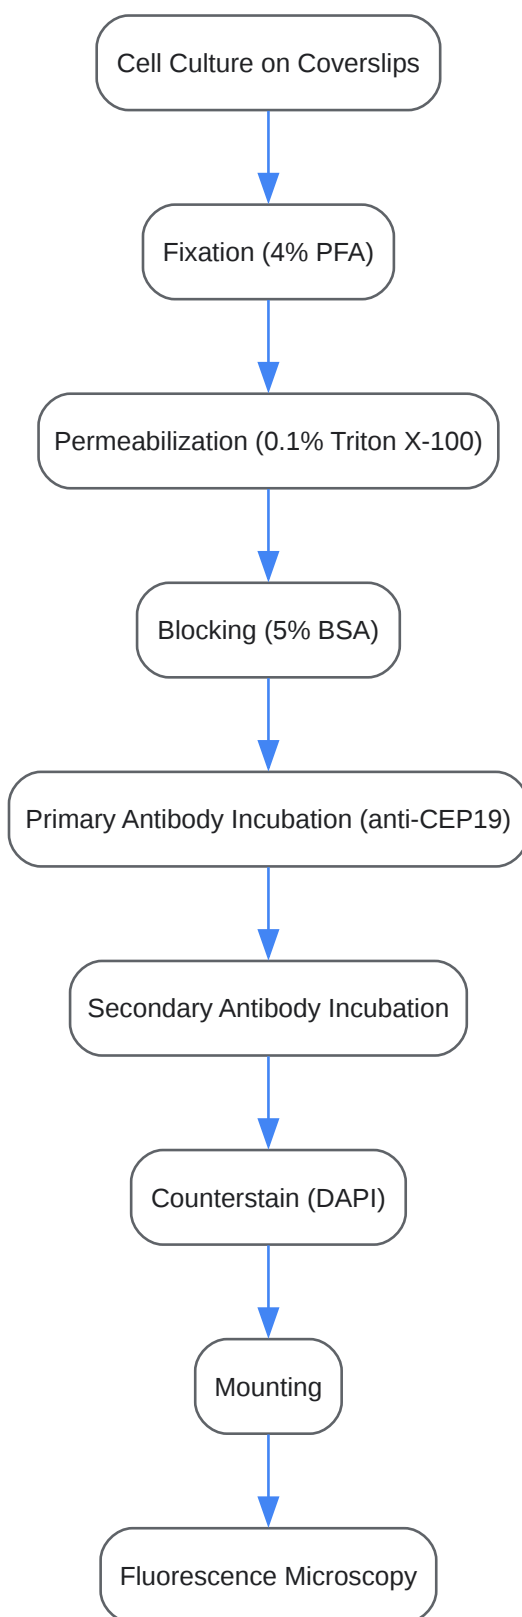 Cell Culture on Coverslips
Fixation (4% PFA)
Permeabilization (0.1% Triton X-100)
Blocking (5% BSA)
Primary Antibody Incubation (anti-CEP19)
Secondary Antibody Incubation
Counterstain (DAPI)
Mounting
Fluorescence Microscopy